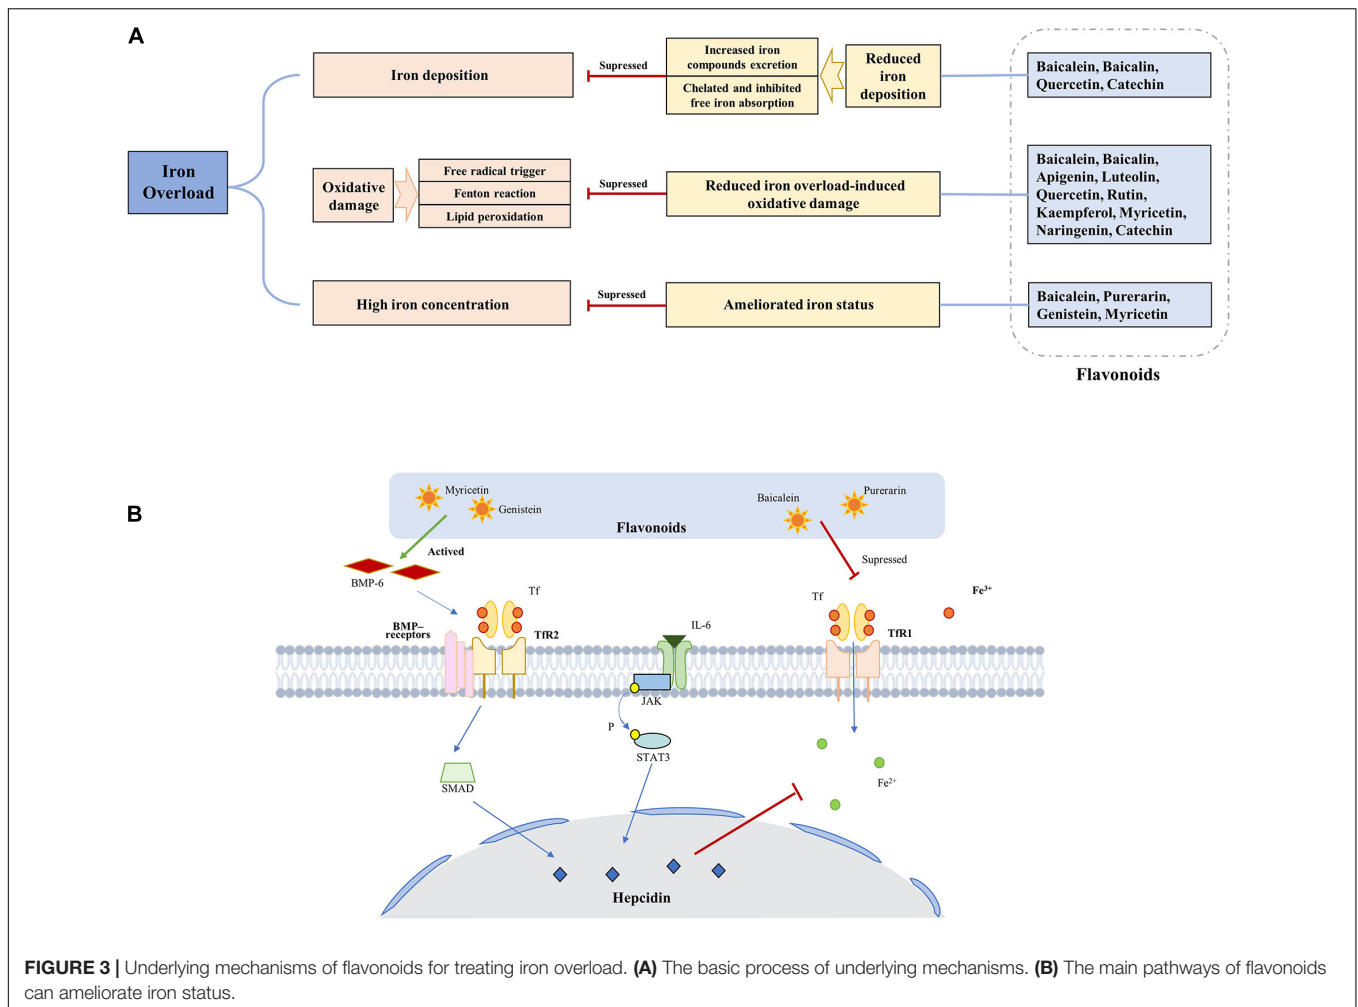 A
Iron
Overload
Iron deposition
Supressed
Increased iron
compounds excretion
Chelated and inhibited
free iron absorption
Reduced
iron
deposition
Baicalein, Baicalin,
Quercetin, Catechin
Oxidative
damage
Free radical trigger
Fenton reaction
Lipid peroxidation
Supressed
Reduced iron overload-induced
oxidative damage
Baicalein, Baicalin,
Apigenin, Luteolin,
Quercetin, Rutin,
Kaempferol, Myricetin,
Naringenin, Catechin
High iron concentration
Supressed
Ameliorated iron status
Baicalein, Purerarin,
Genistein, Myricetin
Flavonoids
B
Myricetin
Genistein
Flavonoids
Baicalein
Purerarin
Actived
Supressed
BMP-6
Tf
BMP–
receptors
TfR2
IL-6
Tf
TfR1
Fe³⁺
JAK
P
STAT3
SMAD
Fe²⁺
Hepcidin
FIGURE 3 | Underlying mechanisms of flavonoids for treating iron overload. (A) The basic process of underlying mechanisms. (B) The main pathways of flavonoids
can ameliorate iron status.